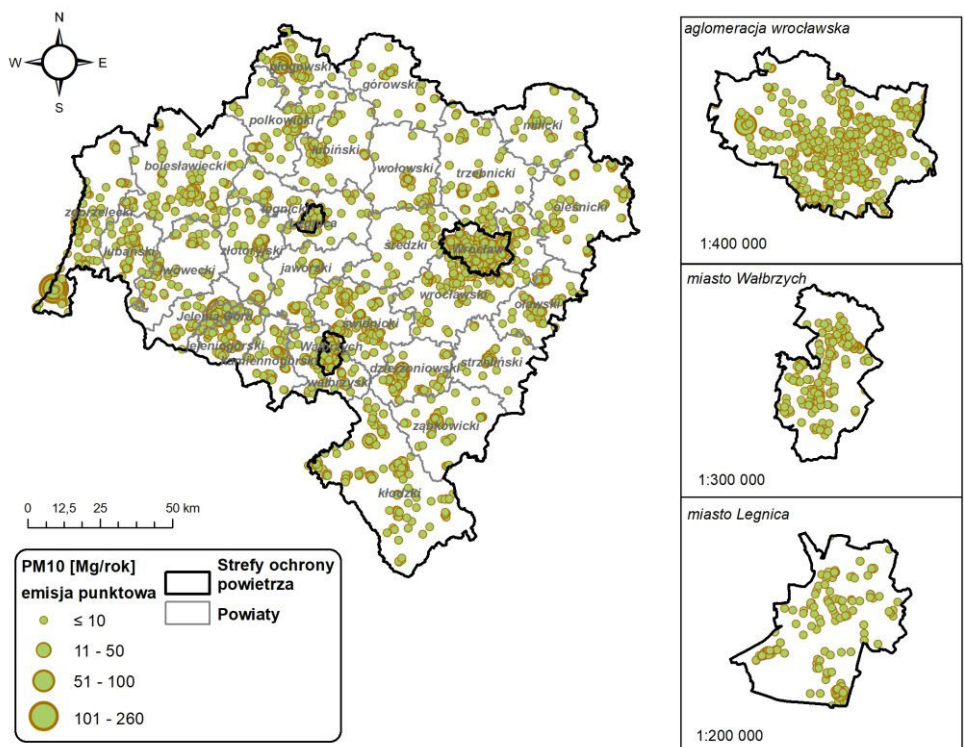 N
W
E
S
głogowski
górowski
polkowicki
milicki
lubiński
bolesławiecki
wołowski
trzebnicki
oleśnicki
zgorzelecki
legnicki
Legnica
lubański
złotoryjski
średzki
Wrocław
lwówecki
jaworski
wrocławski
oławski
Jelenia Góra
świdnicki
jeleniogórski
Wałbrzych
kamiennogórski
strzeliński
dzierżoniowski
wałbrzyski
ząbkowicki
kłodzki
0 12,5 25 50 km
PM10 [Mg/rok]
emisja punktowa
≤ 10
11 - 50
51 - 100
101 - 260
Strefy ochrony
powietrza
Powiaty
aglomeracja wrocławska
1:400 000
miasto Wałbrzych
1:300 000
miasto Legnica
1:200 000